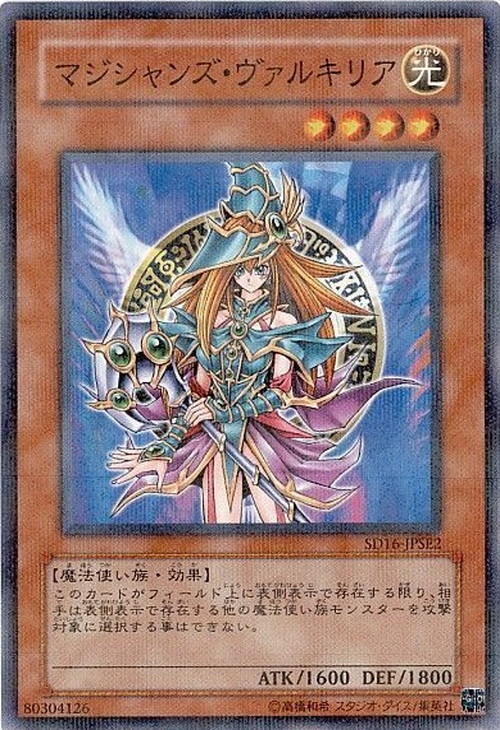 マジシャンズ・ヴァルキリア
ひかり
光
SD16-JPSE2
【魔法使い族・効果】
このカードがフィールド上に表側表示で存在する限り、相
手は表側表示で存在する他の魔法使い族モンスターを攻撃
対象に選択する事はできない。
ATK/1600 DEF/1800
80304126
©高橋和希 スタジオ・ダイス/集英社